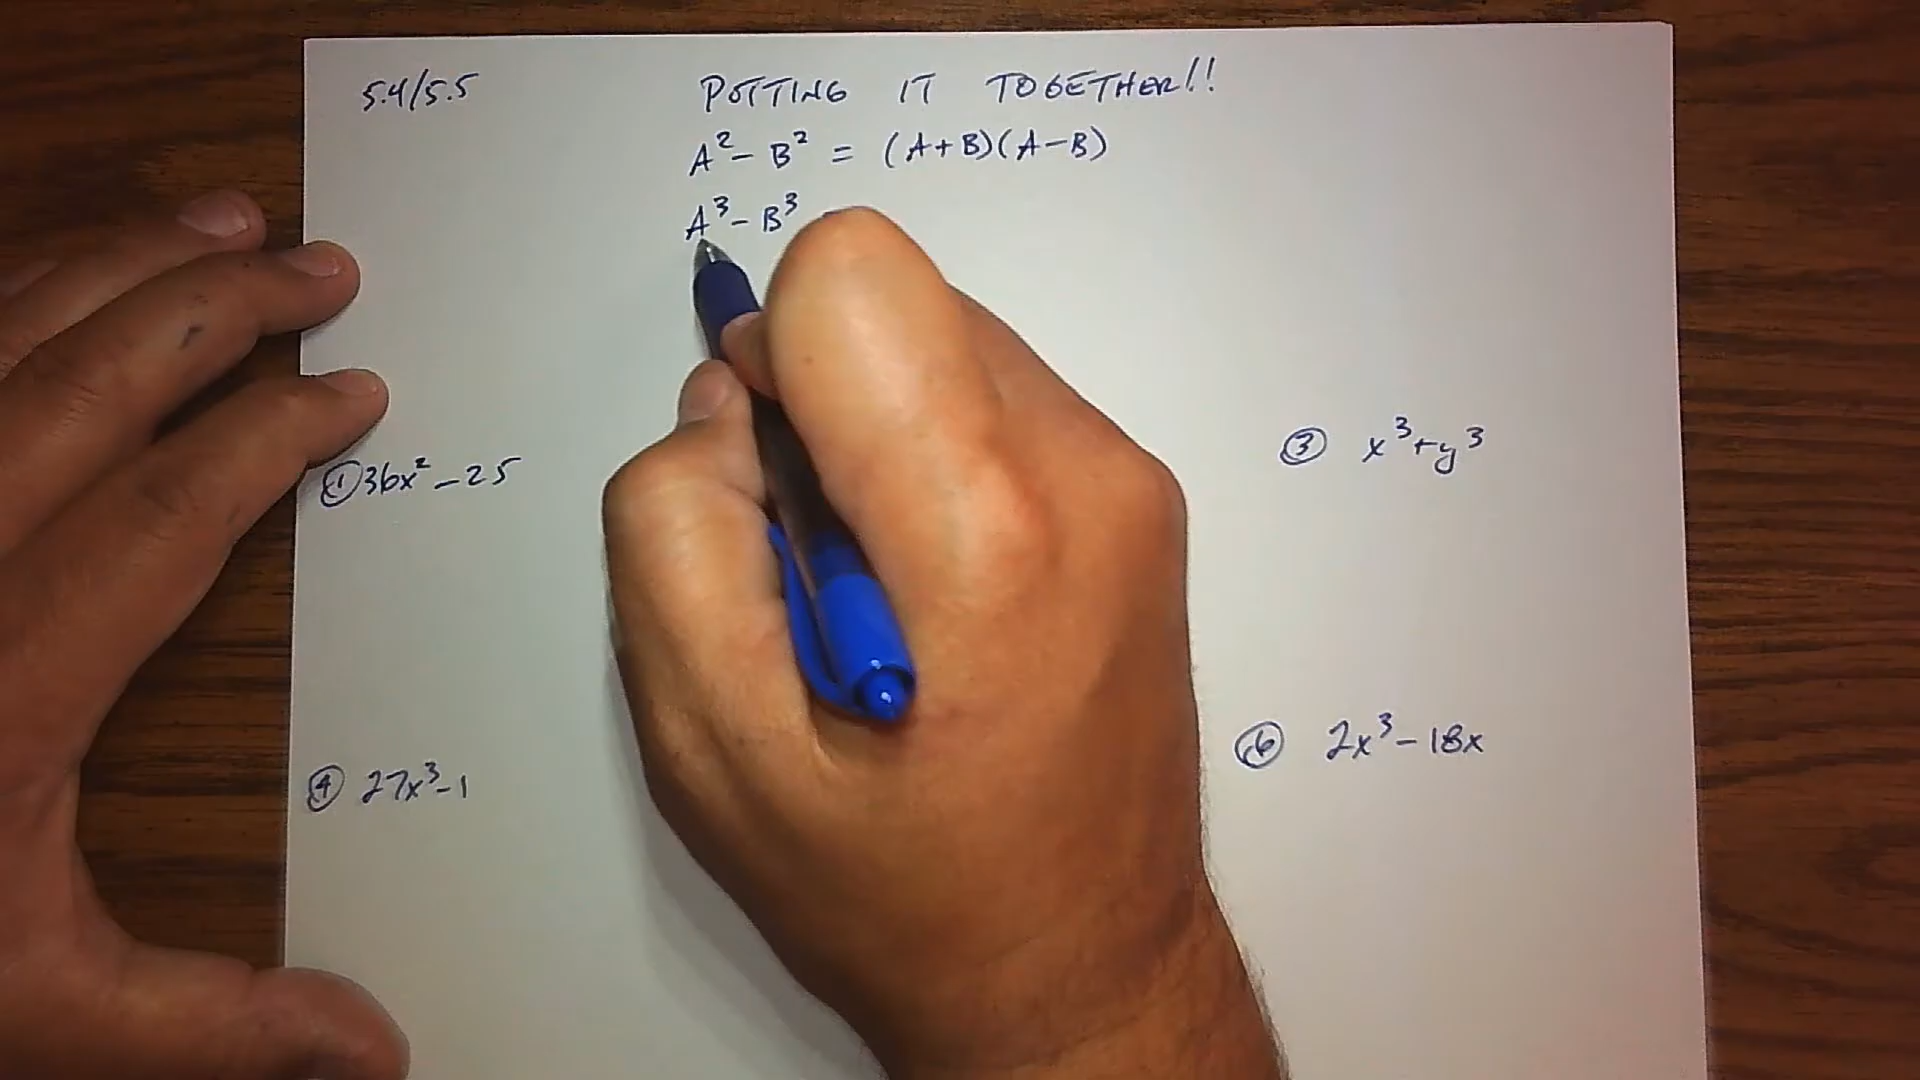 5.4/5.5 PUTTING IT TOGETHER!!
A² - B² = (A+B)(A-B)
A³ - B³
① 36x² - 25
③ x³+y³
④ 27x³-1
⑥ 2x³-18x